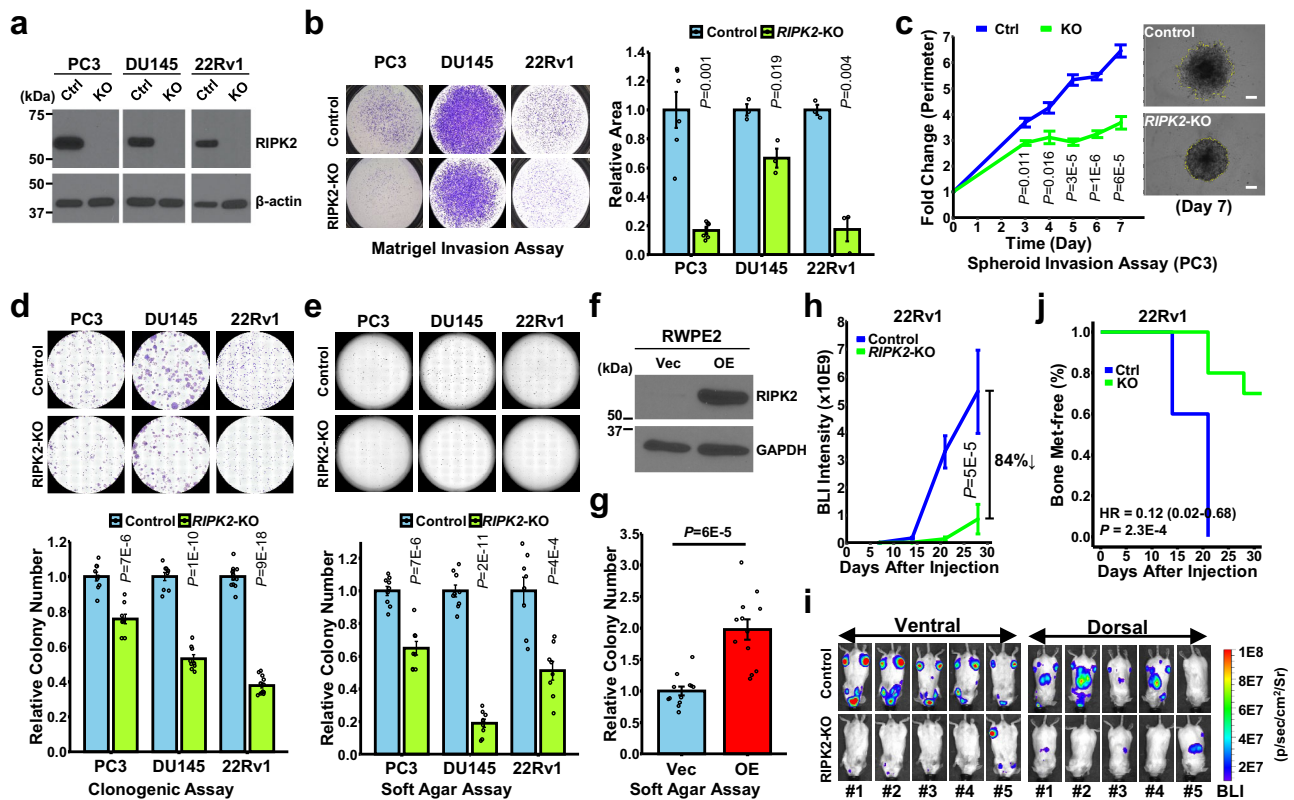 a
PC3 DU145 22Rv1
(kDa) Ctrl KO Ctrl KO Ctrl KO
75
50
RIPK2
50
37
β-actin
b
PC3 DU145 22Rv1
Control
RIPK2-KO
Matrigel Invasion Assay
Control RIPK2-KO
Relative Area
1.4
1.2
1.0
0.8
0.6
0.4
0.2
0.0
P=0.001
P=0.019
P=0.004
PC3 DU145 22Rv1
c
Ctrl KO
Fold Change (Perimeter)
7
6
5
4
3
2
1
0
P=0.011
P=0.016
P=3E-5
P=1E-6
P=6E-5
0 1 2 3 4 5 6 7
Time (Day)
Spheroid Invasion Assay (PC3)
Control
RIPK2-KO
(Day 7)
d
PC3 DU145 22Rv1
Control
RIPK2-KO
Control RIPK2-KO
Relative Colony Number
1.2
1.0
0.8
0.6
0.4
0.2
0.0
P=7E-6
P=1E-10
P=9E-18
PC3 DU145 22Rv1
Clonogenic Assay
e
PC3 DU145 22Rv1
Control
RIPK2-KO
Control RIPK2-KO
Relative Colony Number
1.2
1.0
0.8
0.6
0.4
0.2
0.0
P=7E-6
P=2E-11
P=4E-4
PC3 DU145 22Rv1
Soft Agar Assay
f
RWPE2
(kDa) Vec OE
RIPK2
50
37
GAPDH
g
P=6E-5
Relative Colony Number
3.5
3.0
2.5
2.0
1.5
1.0
0.5
0.0
Vec OE
Soft Agar Assay
h
22Rv1
Control
RIPK2-KO
BLI Intensity (x10E9)
8
7
6
5
4
3
2
1
0
P=5E-5
84%↓
0 5 10 15 20 25 30
Days After Injection
j
22Rv1
Ctrl
KO
Bone Met-free (%)
1.0
0.8
0.6
0.4
0.2
0.0
HR = 0.12 (0.02-0.68)
P = 2.3E-4
0 5 10 15 20 25 30
Days After Injection
i
Ventral Dorsal
Control
RIPK2-KO
#1 #2 #3 #4 #5 #1 #2 #3 #4 #5 BLI
1E8
8E7
6E7
4E7
2E7
(p/sec/cm²/Sr)